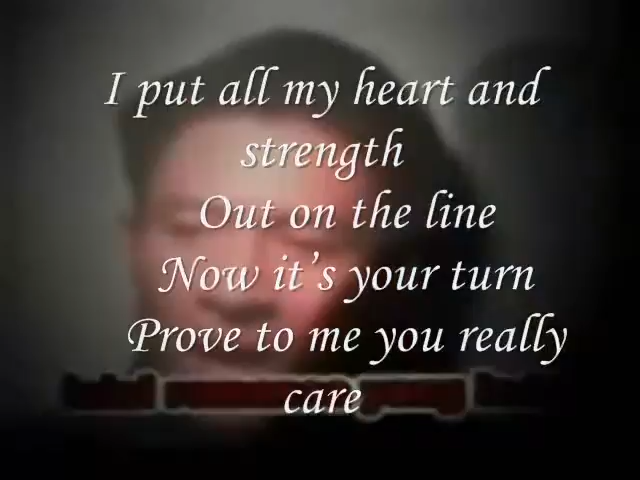 I put all my heart and
strength
Out on the line
Now it's your turn
Prove to me you really
care